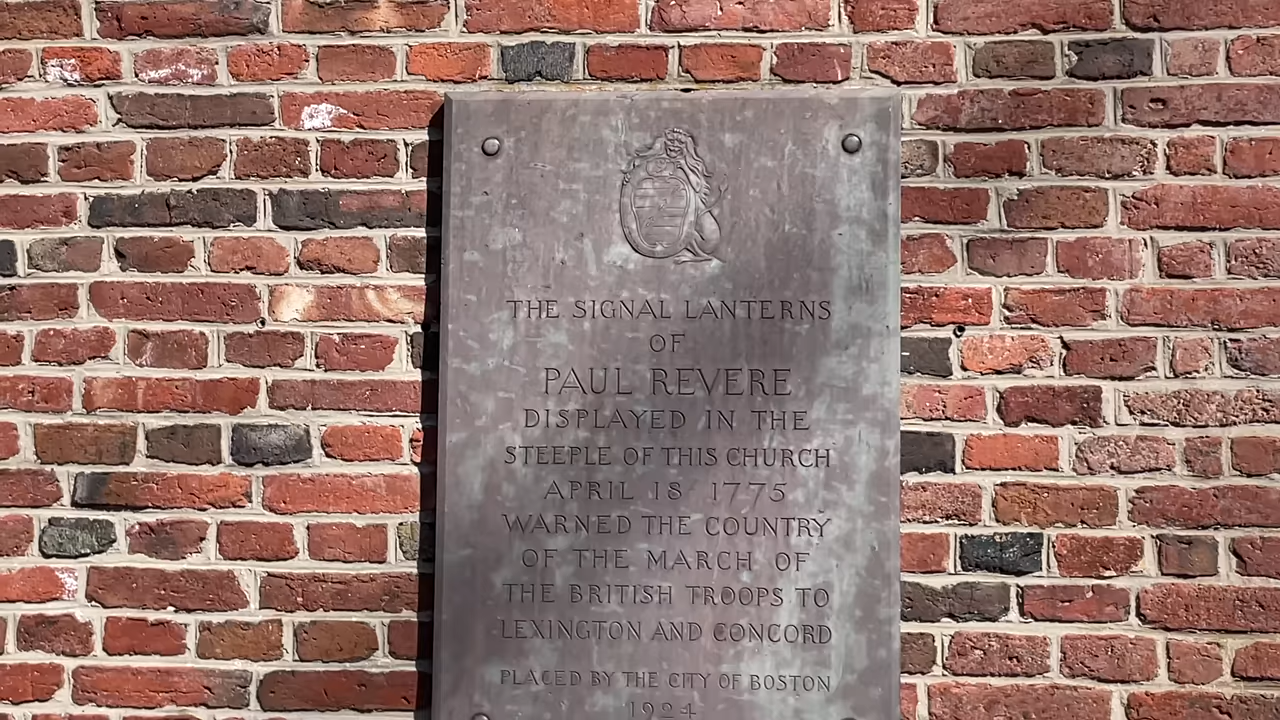 THE SIGNAL LANTERNS
OF
PAUL REVERE
DISPLAYED IN THE
STEEPLE OF THIS CHURCH
APRIL 18 1775
WARNED THE COUNTRY
OF THE MARCH OF
THE BRITISH TROOPS TO
LEXINGTON AND CONCORD
PLACED BY THE CITY OF BOSTON
1924